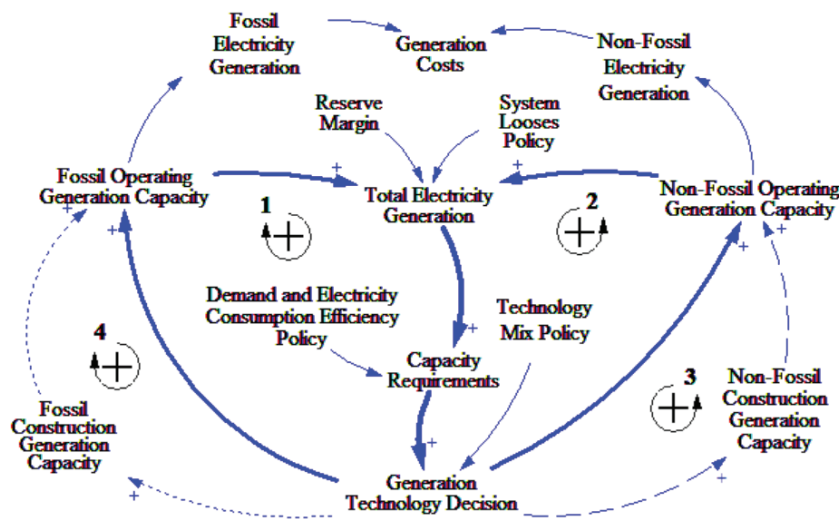 Fossil
Electricity
Generation
Generation
Costs
Non-Fossil
Electricity
Generation
Reserve
Margin
System
Looses
Policy
+
+
Fossil Operating
Generation Capacity
+
+
Total Electricity
Generation
Non-Fossil Operating
Generation Capacity
+
+
1
+
2
+
Demand and Electricity
Consumption Efficiency
Policy
Technology
Mix Policy
+
4
+
Capacity
Requirements
3
+
Fossil
Construction
Generation
Capacity
Non-Fossil
Construction
Generation
Capacity
+
Generation
Technology Decision
+
+